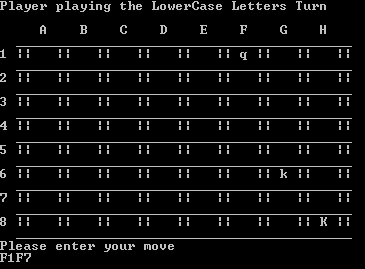 Player playing the LowerCase Letters Turn
A B C D E F G H
1 ¦¦ ¦¦ ¦¦ ¦¦ ¦¦ ¦¦ q ¦¦ ¦¦ ¦¦
2 ¦¦ ¦¦ ¦¦ ¦¦ ¦¦ ¦¦ ¦¦ ¦¦ ¦¦
3 ¦¦ ¦¦ ¦¦ ¦¦ ¦¦ ¦¦ ¦¦ ¦¦ ¦¦
4 ¦¦ ¦¦ ¦¦ ¦¦ ¦¦ ¦¦ ¦¦ ¦¦ ¦¦
5 ¦¦ ¦¦ ¦¦ ¦¦ ¦¦ ¦¦ ¦¦ ¦¦ ¦¦
6 ¦¦ ¦¦ ¦¦ ¦¦ ¦¦ ¦¦ ¦¦ k ¦¦ ¦¦
7 ¦¦ ¦¦ ¦¦ ¦¦ ¦¦ ¦¦ ¦¦ ¦¦ ¦¦
8 ¦¦ ¦¦ ¦¦ ¦¦ ¦¦ ¦¦ ¦¦ ¦¦ K ¦¦
Please enter your move
F1F7